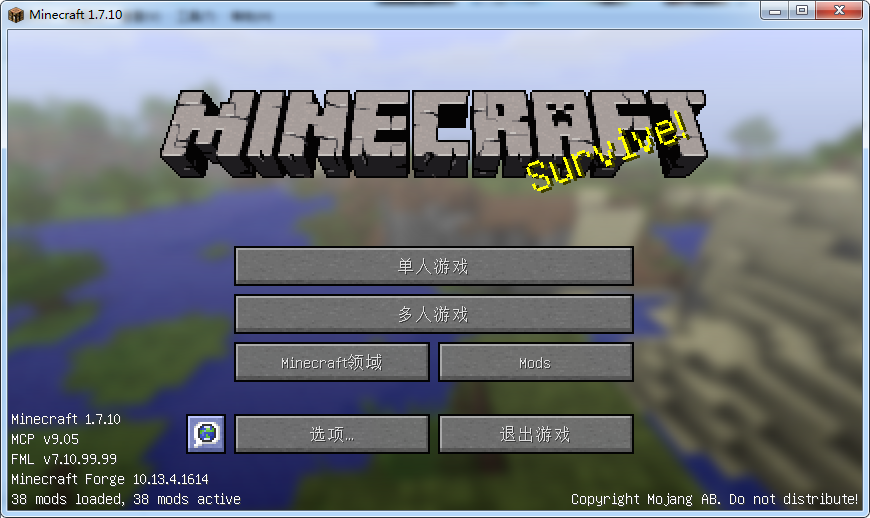 Minecraft 1.7.10
MINECRAFT
Survive!
单人游戏
多人游戏
Minecraft领域
Mods
选项...
退出游戏
Minecraft 1.7.10
MCP v9.05
FML v7.10.99.99
Minecraft Forge 10.13.4.1614
38 mods loaded, 38 mods active
Copyright Mojang AB. Do not distribute!